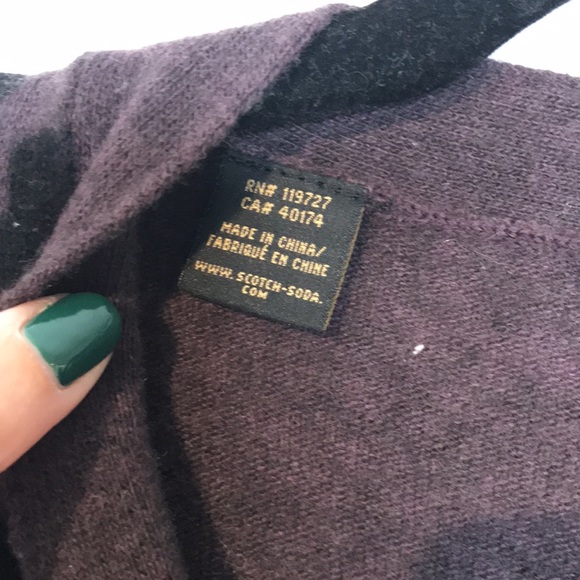 RN# 119727
CA# 40174
MADE IN CHINA/
FABRIQUÉ EN CHINE
WWW. SCOTCH-SODA.
COM